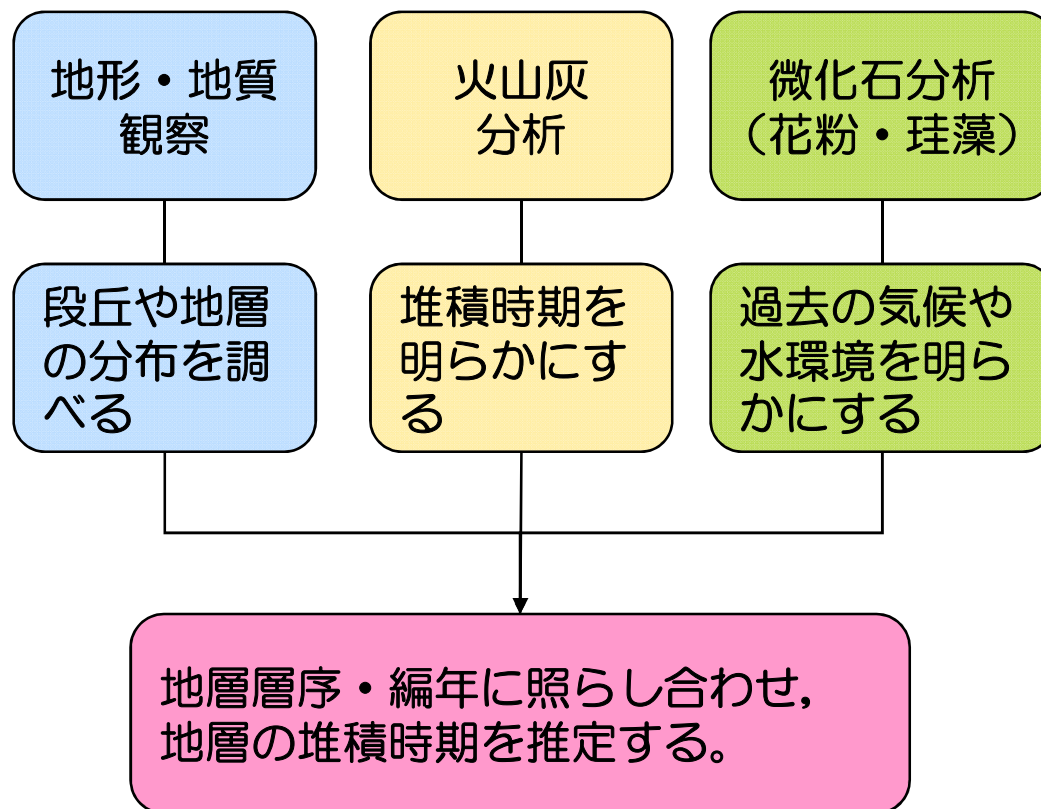 地形・地質
観察
火山灰
分析
微化石分析
（花粉・珪藻）
段丘や地層
の分布を調
べる
堆積時期を
明らかにす
る
過去の気候や
水環境を明ら
かにする
地層層序・編年に照らし合わせ，
地層の堆積時期を推定する。